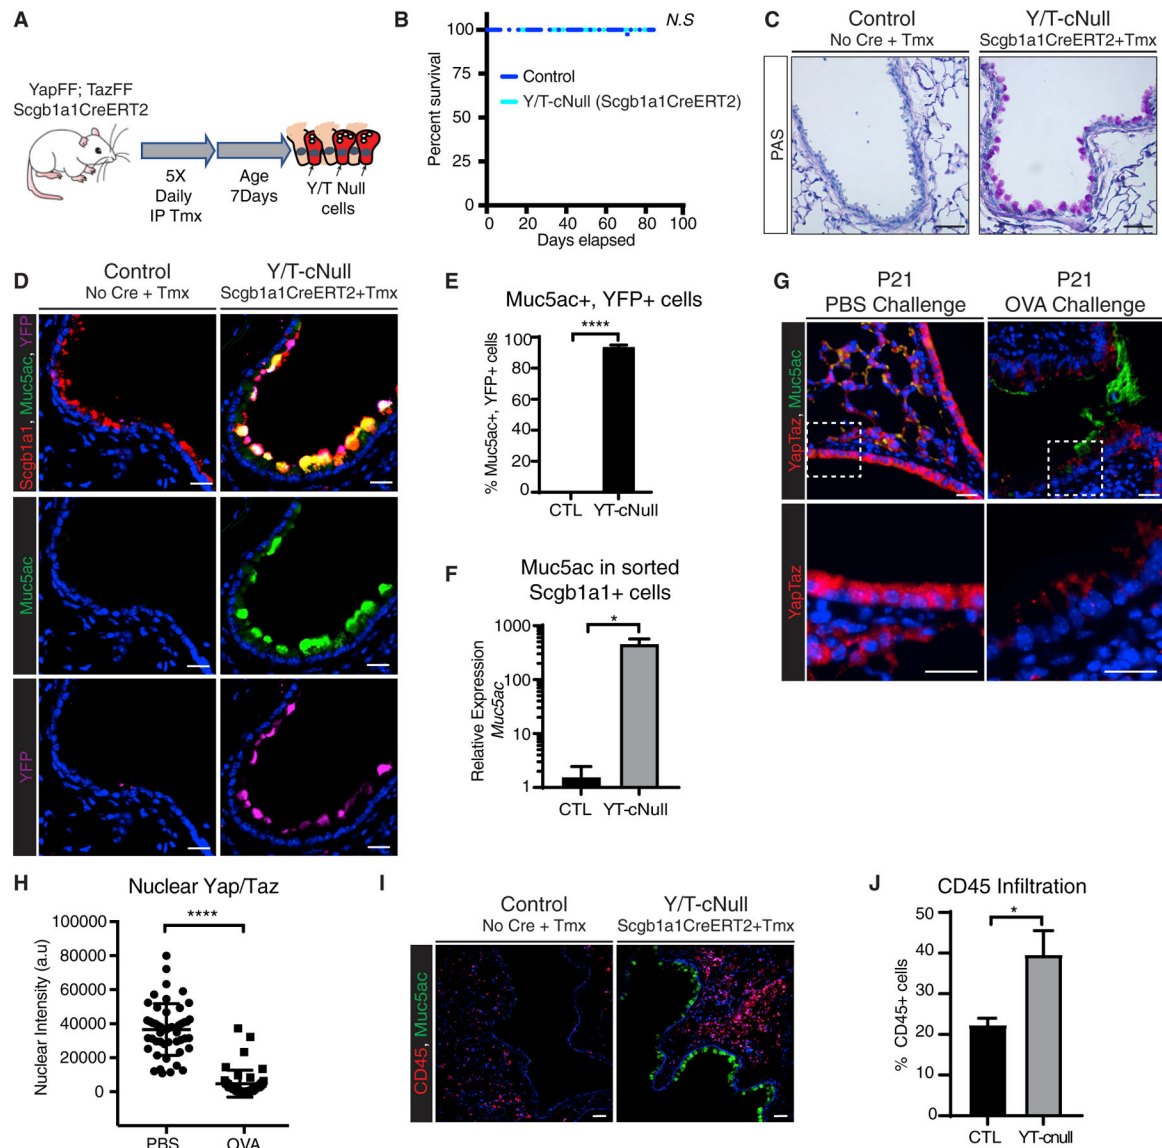 A
YapFF; TazFF
Scgb1a1CreERT2
5X
Daily
IP Tmx
Age
7Days
Y/T Null
cells
B
N.S
Percent survival
100
75
50
25
0
Control
Y/T-cNull (Scgb1a1CreERT2)
0 20 40 60 80 100
Days elapsed
C
Control
No Cre + Tmx
Y/T-cNull
Scgb1a1CreERT2+Tmx
PAS
D
Control
No Cre + Tmx
Y/T-cNull
Scgb1a1CreERT2+Tmx
Scgb1a1, Muc5ac, YFP
Muc5ac
YFP
E
Muc5ac+, YFP+ cells
****
% Muc5ac+, YFP+ cells
100
80
60
40
20
0
CTL YT-cNull
F
Muc5ac in sorted
Scgb1a1+ cells
*
Relative Expression
Muc5ac
1000
100
10
1
CTL YT-cNull
G
P21
PBS Challenge
P21
OVA Challenge
YapTaz, Muc5ac
YapTaz
H
Nuclear Yap/Taz
****
Nuclear Intensity (a.u)
100000
80000
60000
40000
20000
0
PBS OVA
I
Control
No Cre + Tmx
Y/T-cNull
Scgb1a1CreERT2+Tmx
CD45, Muc5ac
J
CD45 Infiltration
*
% CD45+ cells
50
40
30
20
10
0
CTL YT-cnull